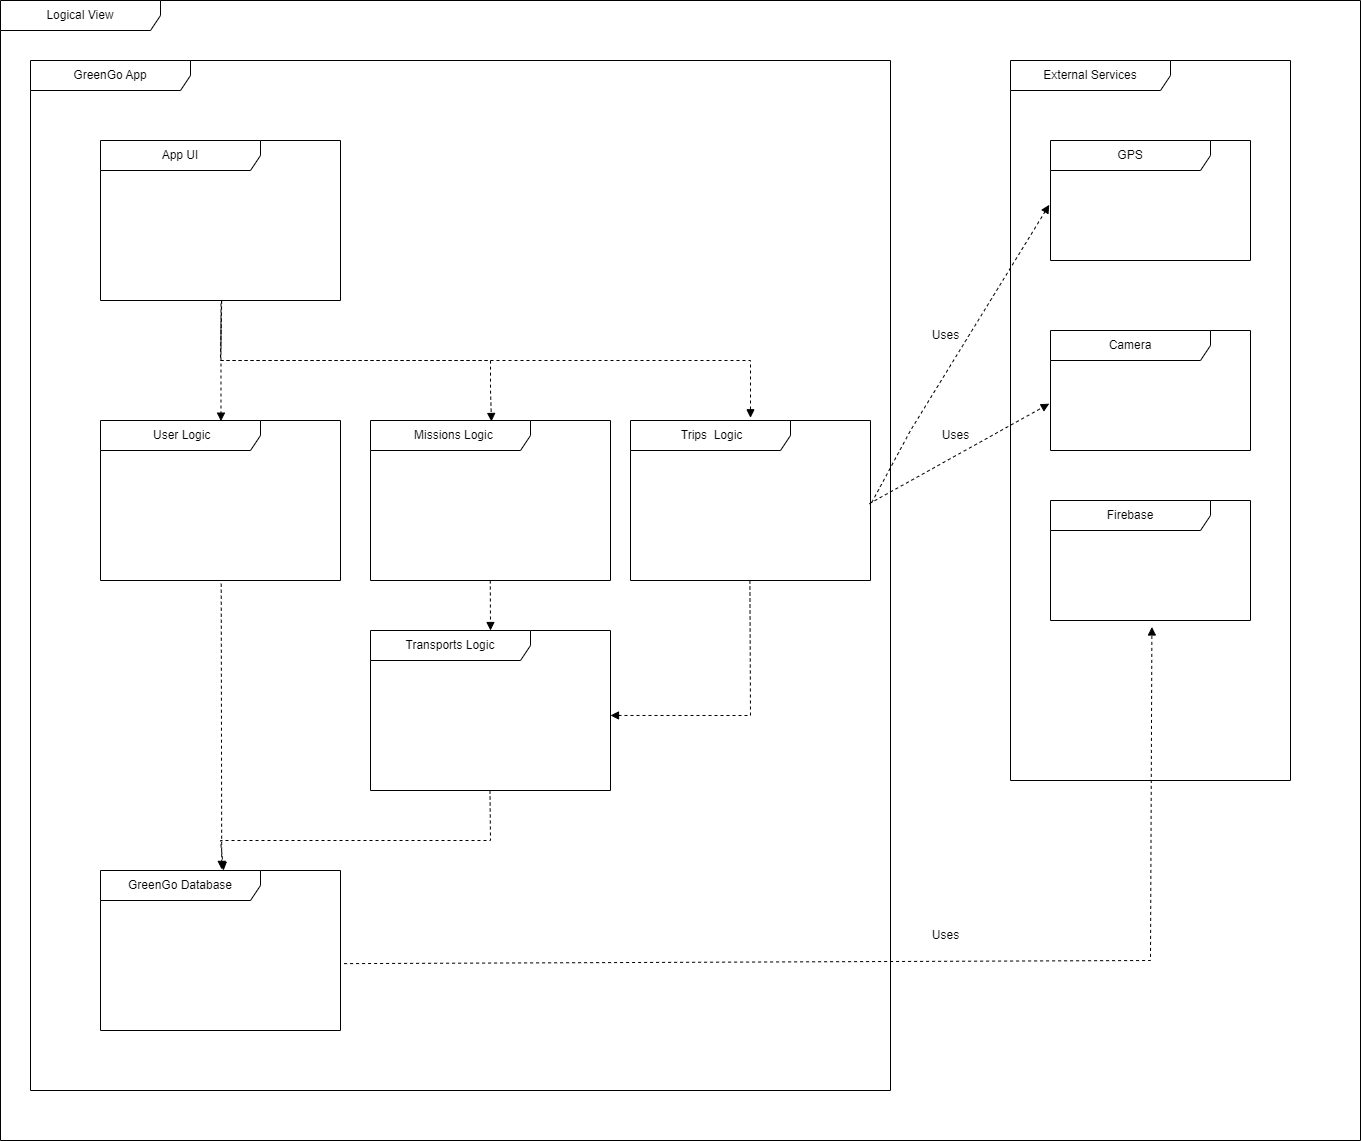 Logical View
GreenGo App
External Services
App UI
GPS
Uses
Camera
User Logic
Missions Logic
Trips  Logic
Uses
Firebase
Transports Logic
GreenGo Database
Uses